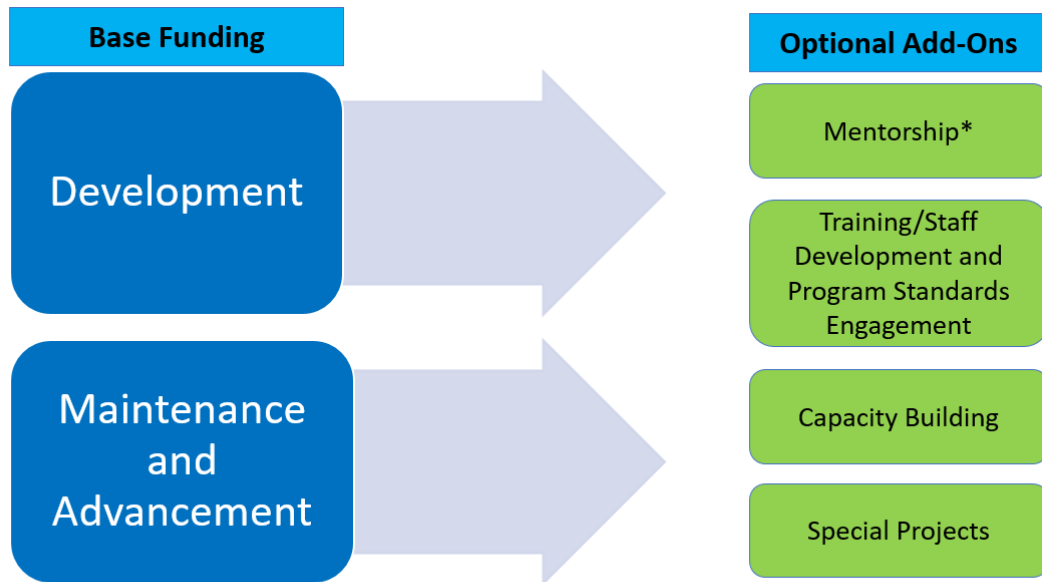 Base Funding
Optional Add-Ons
Development
Maintenance
and
Advancement
Mentorship*
Training/Staff
Development and
Program Standards
Engagement
Capacity Building
Special Projects